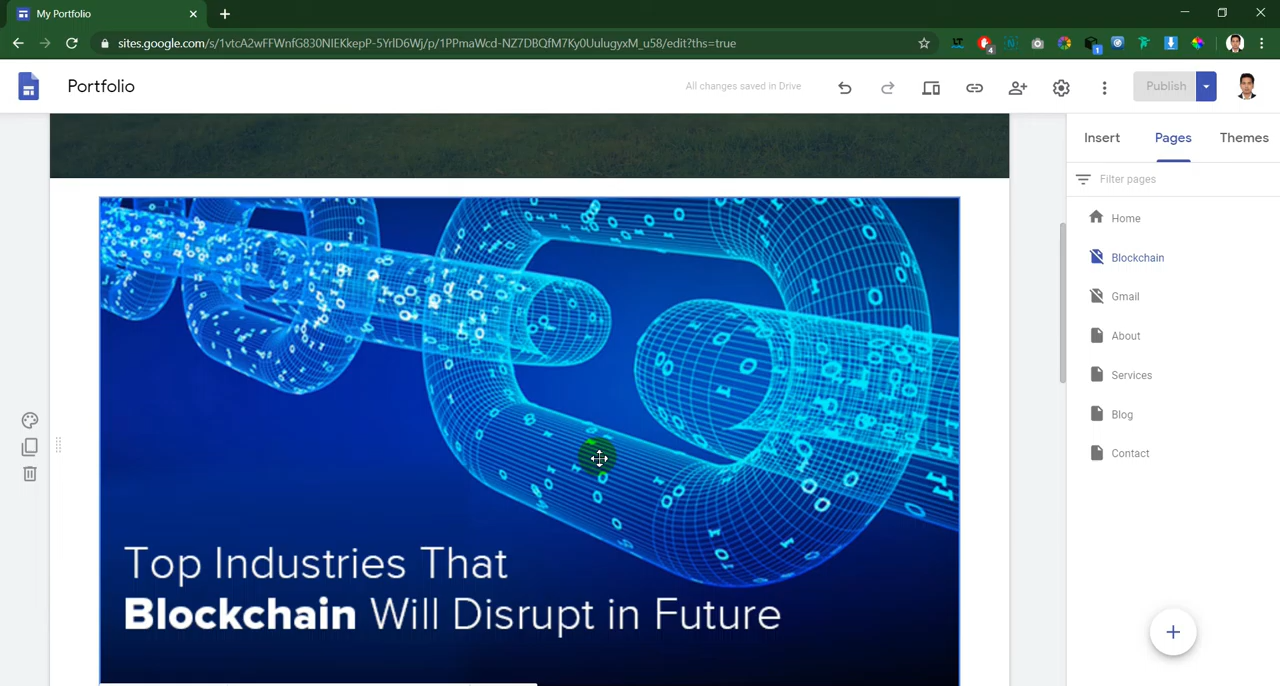 My Portfolio
sites.google.com/s/1vtcA2wFFWnfG830NIEKkepP-5YrlD6Wj/p/1PPmaWcd-NZ7DBQfM7Ky0UulugyxM_u58/edit?ths=true
Portfolio
All changes saved in Drive
Publish
Insert
Pages
Themes
Filter pages
Home
Blockchain
Gmail
About
Services
Blog
Contact
Top Industries That
Blockchain Will Disrupt in Future